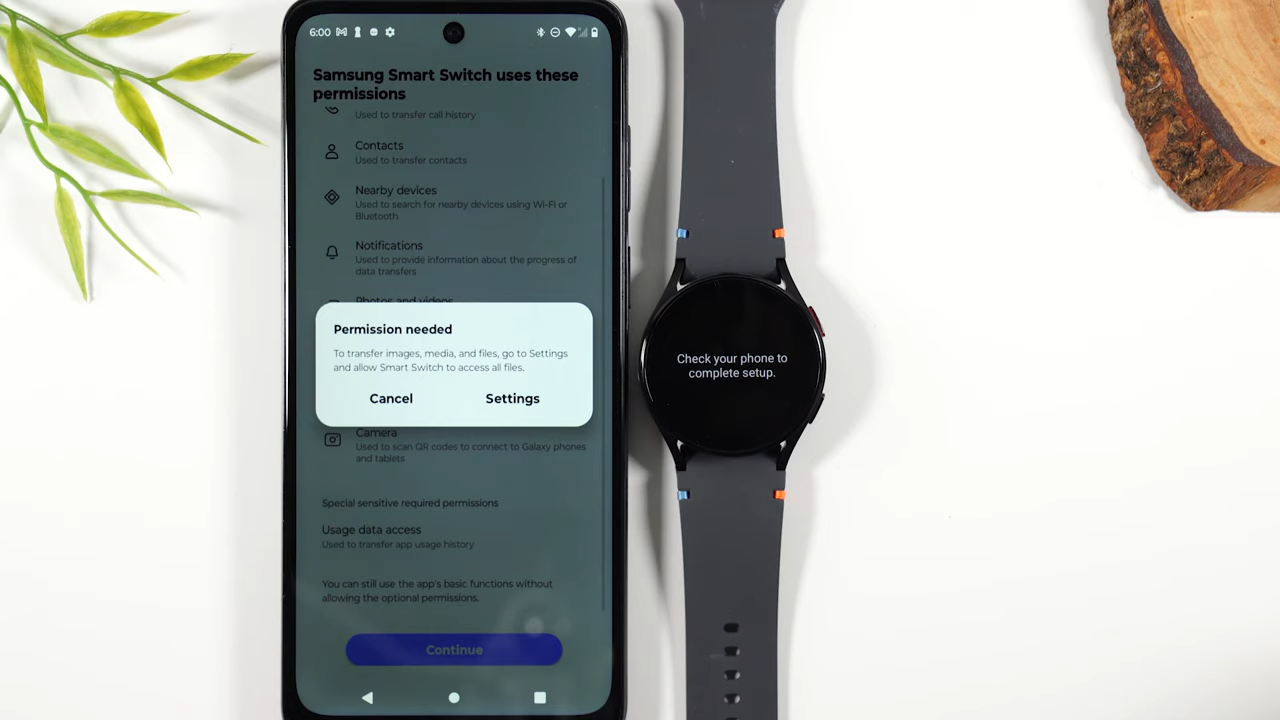 6:00
Samsung Smart Switch uses these
permissions
Used to transfer call history
Contacts
Used to transfer contacts
Nearby devices
Used to search for nearby devices using Wi-Fi or
Bluetooth
Notifications
Used to provide information about the progress of
data transfers
Photos and videos
Permission needed
To transfer images, media, and files, go to Settings
and allow Smart Switch to access all files.
Cancel
Settings
Camera
Used to scan QR codes to connect to Galaxy phones
and tablets
Special sensitive required permissions
Usage data access
Used to transfer app usage history
You can still use the app's basic functions without
allowing the optional permissions.
Continue
Check your phone to
complete setup.